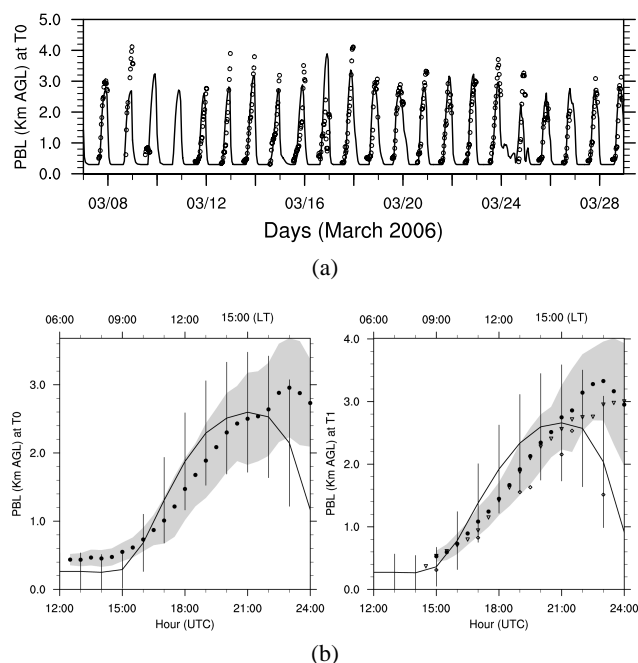 5.0
4.0
3.0
2.0
1.0
0.0
PBL (Km AGL) at T0
03/08 03/12 03/16 03/20 03/24 03/28
Days (March 2006)
(a)
06:00 09:00 12:00 15:00 (LT)
3.0
2.0
1.0
0.0
PBL (Km AGL) at T0
12:00 15:00 18:00 21:00 24:00
Hour (UTC)
06:00 09:00 12:00 15:00 (LT)
4.0
3.0
2.0
1.0
0.0
PBL (Km AGL) at T1
12:00 15:00 18:00 21:00 24:00
Hour (UTC)
(b)